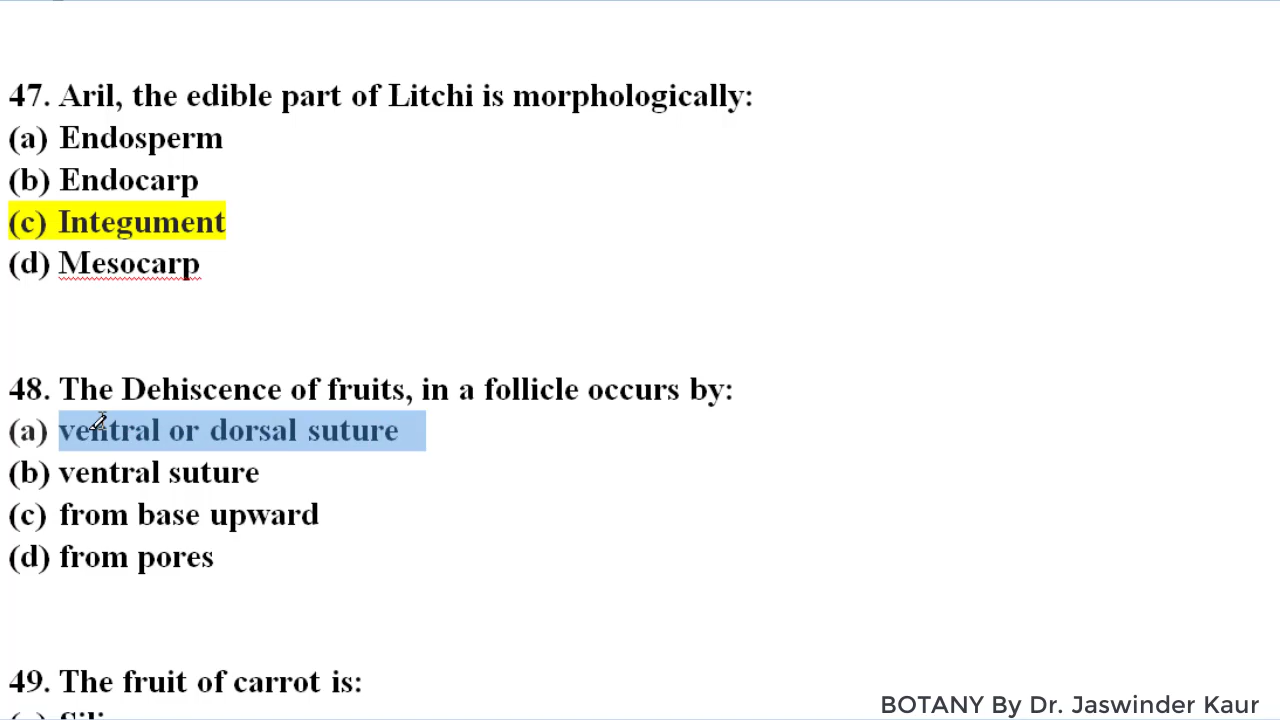 47. Aril, the edible part of Litchi is morphologically:
(a) Endosperm
(b) Endocarp
(c) Integument
(d) Mesocarp
48. The Dehiscence of fruits, in a follicle occurs by:
(a) ventral or dorsal suture
(b) ventral suture
(c) from base upward
(d) from pores
49. The fruit of carrot is:
BOTANY By Dr. Jaswinder Kaur